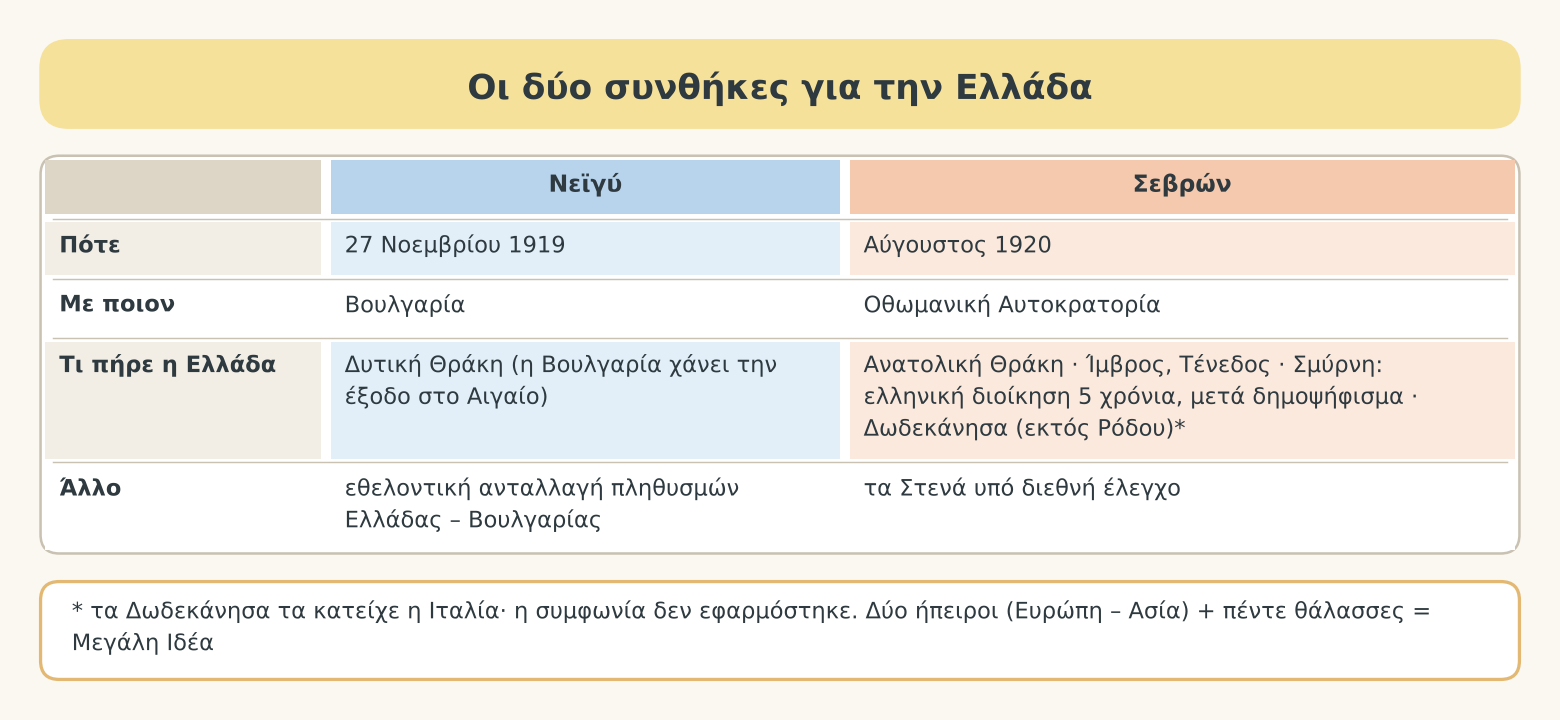 Οι δύο συνθήκες για την Ελλάδα
Νεϊγύ
Σεβρών
Πότε
27 Νοεμβρίου 1919
Αύγουστος 1920
Με ποιον
Βουλγαρία
Οθωμανική Αυτοκρατορία
Τι πήρε η Ελλάδα
Δυτική Θράκη (η Βουλγαρία χάνει την
έξοδο στο Αιγαίο)
Ανατολική Θράκη · Ίμβρος, Τένεδος · Σμύρνη:
ελληνική διοίκηση 5 χρόνια, μετά δημοψήφισμα ·
Δωδεκάνησα (εκτός Ρόδου)*
Άλλο
εθελοντική ανταλλαγή πληθυσμών
Ελλάδας – Βουλγαρίας
τα Στενά υπό διεθνή έλεγχο
* τα Δωδεκάνησα τα κατείχε η Ιταλία· η συμφωνία δεν εφαρμόστηκε. Δύο ήπειροι (Ευρώπη – Ασία) + πέντε θάλασσες =
Μεγάλη Ιδέα